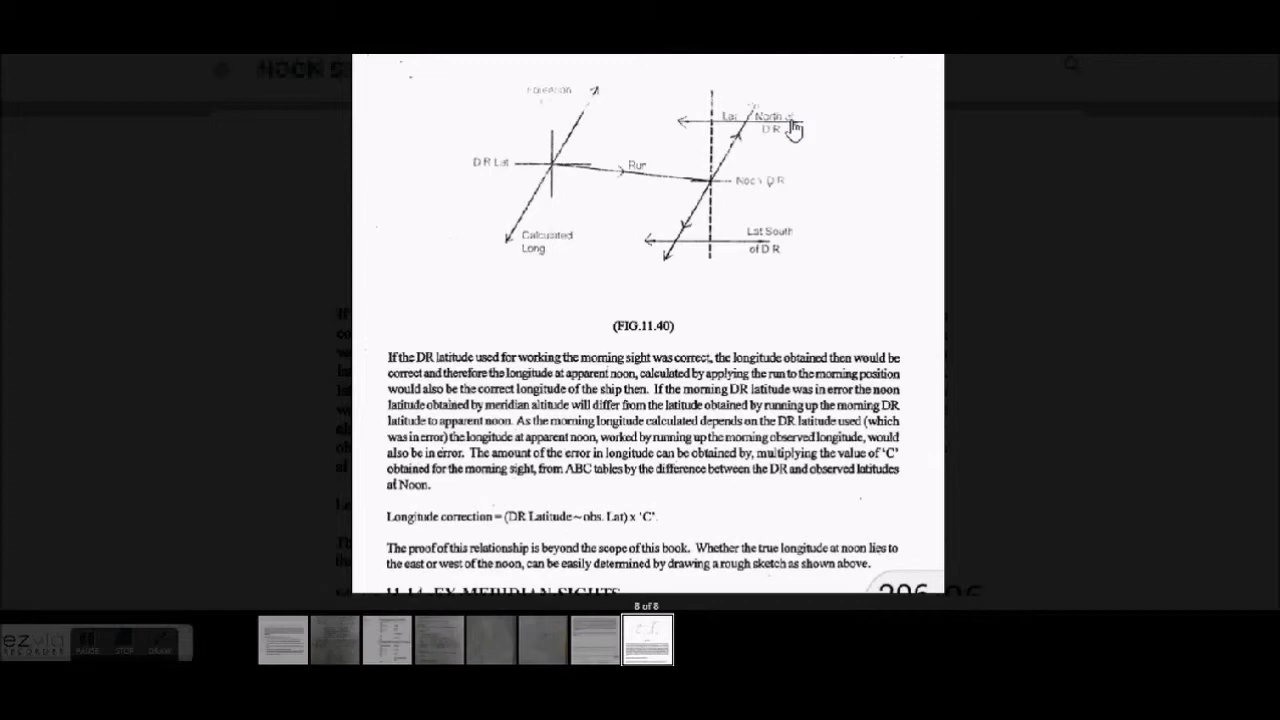 D R Lat
Run
Lat North of
D R
Noon D R
Calculated
Long
Lat South
of D R
(FIG.11.40)
If the DR latitude used for working the morning sight was correct, the longitude obtained then would be
correct and therefore the longitude at apparent noon, calculated by applying the run to the morning position
would also be the correct longitude of the ship then. If the morning DR latitude was in error the noon
latitude obtained by meridian altitude will differ from the latitude obtained by running up the morning DR
latitude to apparent noon. As the morning longitude calculated depends on the DR latitude used (which
was in error) the longitude at apparent noon, worked by running up the morning observed longitude, would
also be in error. The amount of the error in longitude can be obtained by, multiplying the value of 'C'
obtained for the morning sight, from ABC tables by the difference between the DR and observed latitudes
at Noon.
Longitude correction = (DR Latitude ~ obs. Lat) x 'C'.
The proof of this relationship is beyond the scope of this book. Whether the true longitude at noon lies to
the east or west of the noon, can be easily determined by drawing a rough sketch as shown above.
11.14 EX-MERIDIAN SIGHTS
8 of 8
ezvid
RECORDER
PAUSE
STOP
DRAW